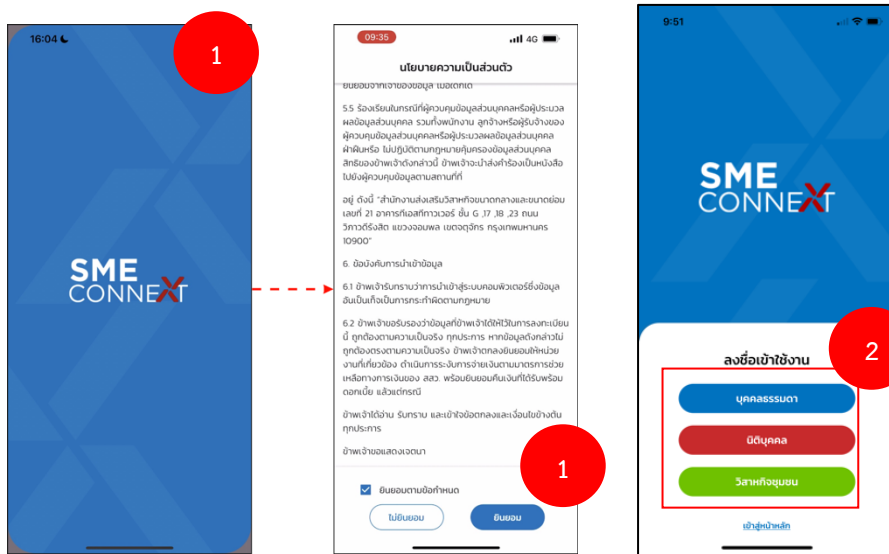 16:04
1
SME
CONNEXT
09:35
4G
นโยบายความเป็นส่วนตัว
ยินยอมจากเจ้าของข้อมูล เมื่อใดก็ได้
5.5 ร้องเรียนในกรณีที่ผู้ควบคุมข้อมูลส่วนบุคคลหรือผู้ประมวล
ผลข้อมูลส่วนบุคคล รวมทั้งพนักงาน ลูกจ้างหรือผู้รับจ้างของ
ผู้ควบคุมข้อมูลส่วนบุคคลหรือผู้ประมวลผลข้อมูลส่วนบุคคล
ฝ่าฝืนหรือ ไม่ปฏิบัติตามกฎหมายคุ้มครองข้อมูลส่วนบุคคล
สิทธิของข้าพเจ้าดังกล่าวนี้ ข้าพเจ้าจะนำส่งคำร้องเป็นหนังสือ
ไปยังผู้ควบคุมข้อมูลตามสถานที่ที่
อยู่ ดังนี้ "สำนักงานส่งเสริมวิสาหกิจขนาดกลางและขนาดย่อม
เลขที่ 21 อาคารทีเอสทีทาวเวอร์ ชั้น G ,17 ,18 ,23 ถนน
วิภาวดีรังสิต แขวงจอมพล เขตจตุจักร กรุงเทพมหานคร
10900"
6. ข้อบังคับการนำเข้าข้อมูล
6.1 ข้าพเจ้ารับทราบว่าการนำเข้าสู่ระบบคอมพิวเตอร์ซึ่งข้อมูล
อันเป็นเท็จเป็นการกระทำผิดตามกฎหมาย
6.2 ข้าพเจ้าขอรับรองว่าข้อมูลที่ข้าพเจ้าได้ให้ไว้ในการลงทะเบียน
นี้ ถูกต้องตามความเป็นจริง ทุกประการ หากข้อมูลดังกล่าวไม่
ถูกต้องตรงตามความเป็นจริง ข้าพเจ้าตกลงยินยอมให้หน่วย
งานที่เกี่ยวข้อง ดำเนินการระงับการจ่ายเงินตามมาตรการช่วย
เหลือทางการเงินของ สสว. พร้อมยินยอมคืนเงินที่ได้รับพร้อม
ดอกเบี้ย แล้วแต่กรณี
ข้าพเจ้าได้อ่าน รับทราบ และเข้าใจข้อตกลงและเงื่อนไขข้างต้น
ทุกประการ
ข้าพเจ้าขอแสดงเจตนา
1
ยินยอมตามข้อกำหนด
ไม่ยินยอม
ยินยอม
9:51
SME
CONNEXT
ลงชื่อเข้าใช้งาน
2
บุคคลธรรมดา
นิติบุคคล
วิสาหกิจชุมชน
เข้าสู่หน้าหลัก